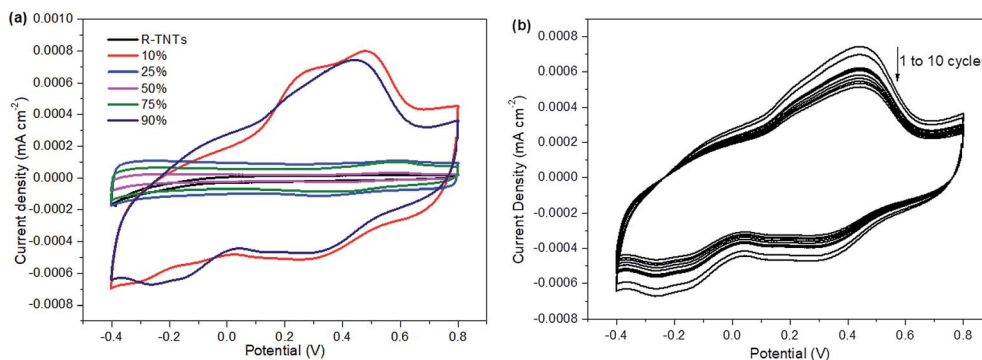 (a)
0.0010
0.0008
0.0006
0.0004
0.0002
0.0000
-0.0002
-0.0004
-0.0006
-0.0008
Current density (mA cm-2)
R-TNTs
10%
25%
50%
75%
90%
-0.4 -0.2 0.0 0.2 0.4 0.6 0.8
Potential (V)
(b)
0.0008
0.0006
0.0004
0.0002
0.0000
-0.0002
-0.0004
-0.0006
-0.0008
Current Density (mA cm-2)
1 to 10 cycles
-0.4 -0.2 0.0 0.2 0.4 0.6 0.8
Potential (V)